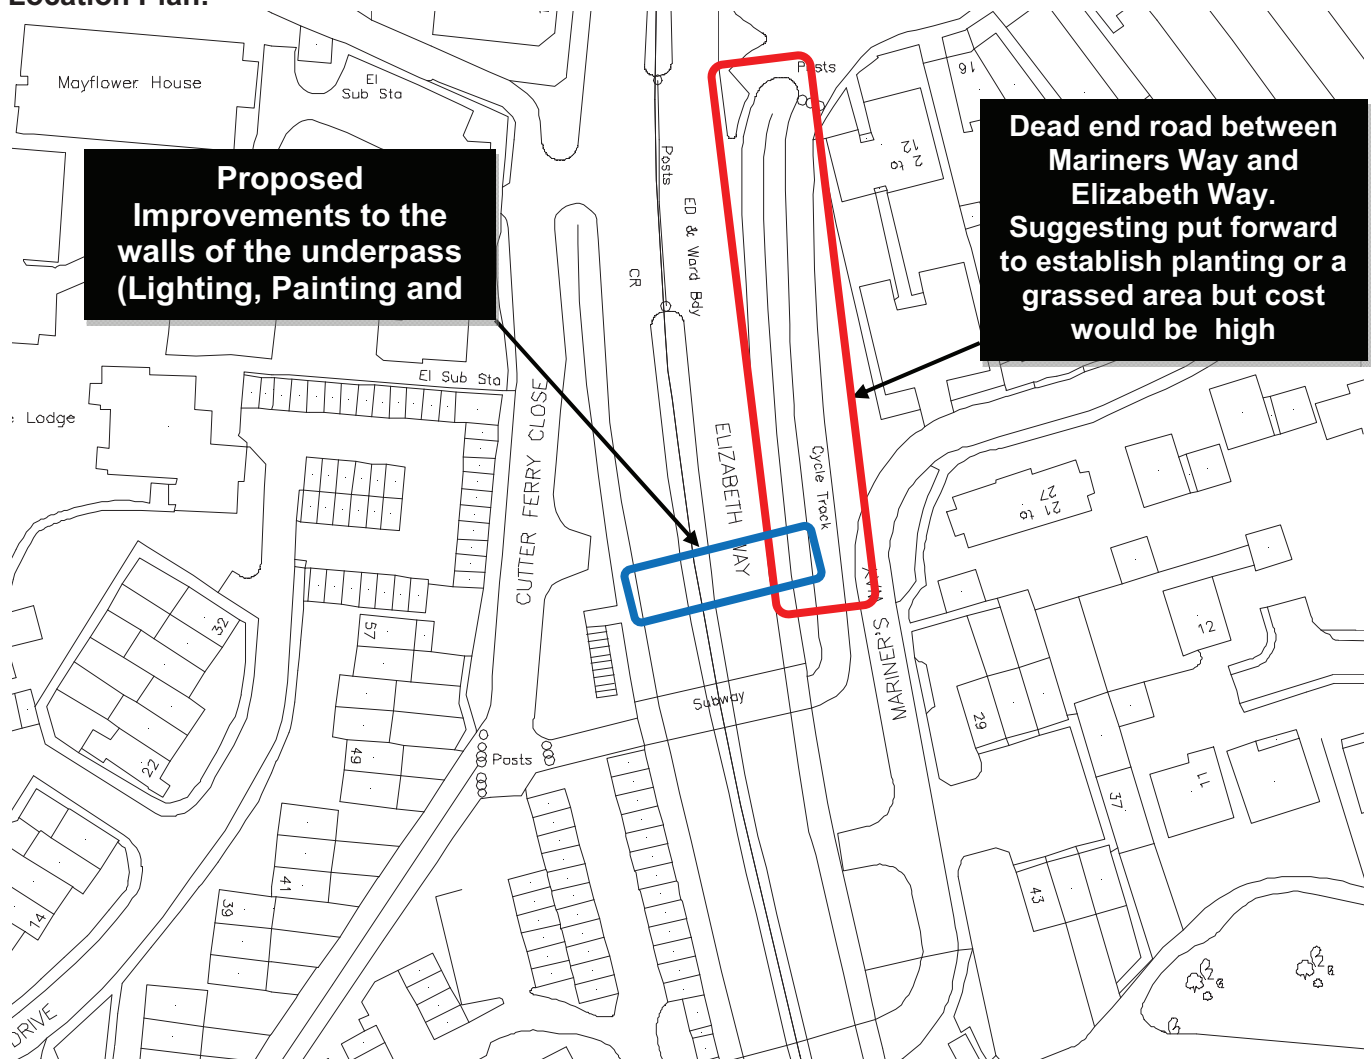 Location Plan:
Mayflower House
El
Sub Sta
Posts
16
2 to
12
Dead end road between
Mariners Way and
Elizabeth Way.
Suggesting put forward
to establish planting or a
grassed area but cost
would be  high
Proposed
Improvements to the
walls of the underpass
(Lighting, Painting and
Posts
ED & Ward Bdy
CR
El Sub Sta
Lodge
CUTTER FERRY CLOSE
ELIZABETH WAY
Cycle Track
21 to
27
MARINER'S WAY
12
32
57
29
Subway
22
49
Posts
11
37
41
39
43
14
DRIVE